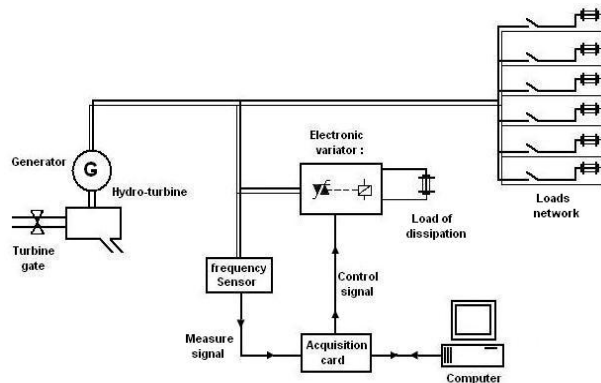 Electronic
variator :
Generator
G
Hydro-turbine
Loads
network
Load of
dissipation
Turbine
gate
frequency
Sensor
Control
signal
Measure
signal
Acquisition
card
Computer